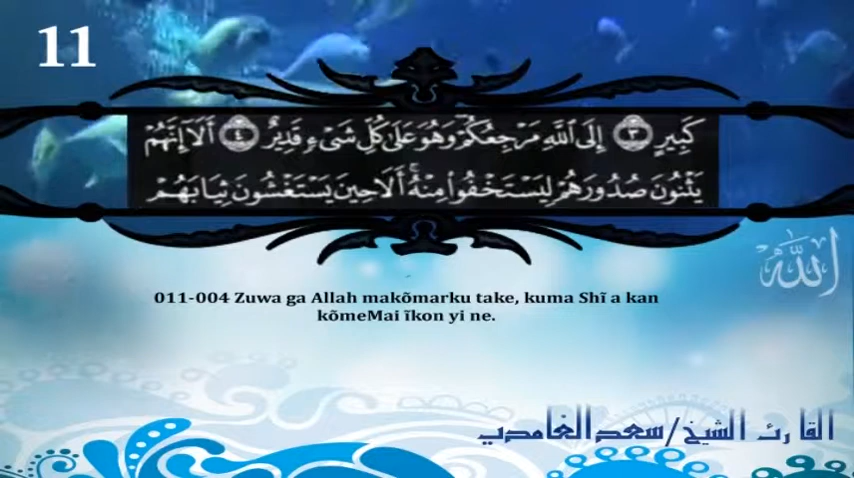 11
كَبِيرٍ ٣ إِلَى ٱللَّهِ مَرْجِعُكُمْ وَهُوَ عَلَىٰ كُلِّ شَىْءٍ قَدِيرٌ ٤ أَلَآ إِنَّهُمْ
يَثْنُونَ صُدُورَهُمْ لِيَسْتَخْفُوا۟ مِنْهُ ۚ أَلَا حِينَ يَسْتَغْشُونَ ثِيَابَهُمْ
الله
011-004 Zuwa ga Allah makõmarku take, kuma Shĩ a kan
kõmeMai ĩkon yi ne.
القارئ الشيخ/سعد الغامدي